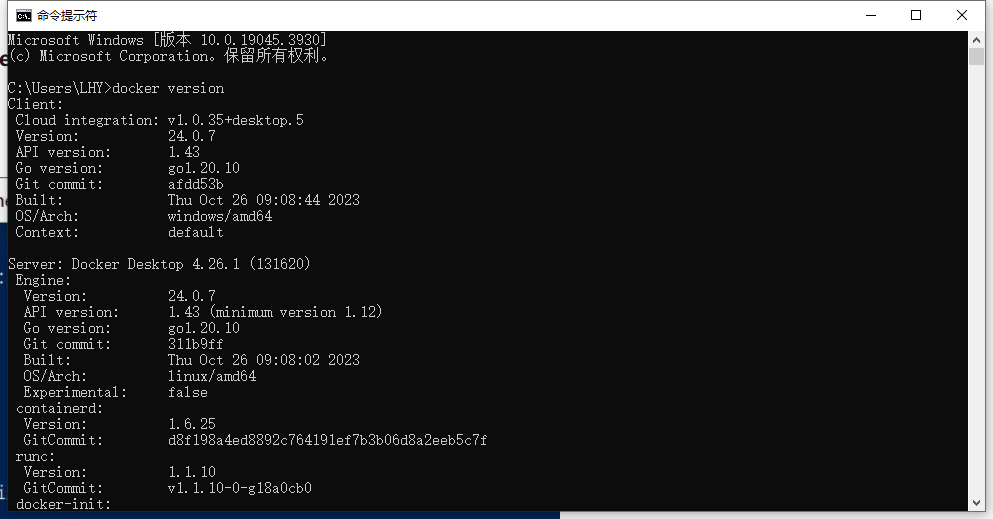 命令提示符
Microsoft Windows [版本 10.0.19045.3930]
(c) Microsoft Corporation。保留所有权利。
C:\Users\LHY>docker version
Client:
Cloud integration: v1.0.35+desktop.5
Version: 24.0.7
API version: 1.43
Go version: go1.20.10
Git commit: afdd53b
Built: Thu Oct 26 09:08:44 2023
OS/Arch: windows/amd64
Context: default
Server: Docker Desktop 4.26.1 (131620)
Engine:
Version: 24.0.7
API version: 1.43 (minimum version 1.12)
Go version: go1.20.10
Git commit: 311b9ff
Built: Thu Oct 26 09:08:02 2023
OS/Arch: linux/amd64
Experimental: false
containerd:
Version: 1.6.25
GitCommit: d8f198a4ed8892c764191ef7b3b06d8a2eeb5c7f
runc:
Version: 1.1.10
GitCommit: v1.1.10-0-g18a0cb0
docker-init: